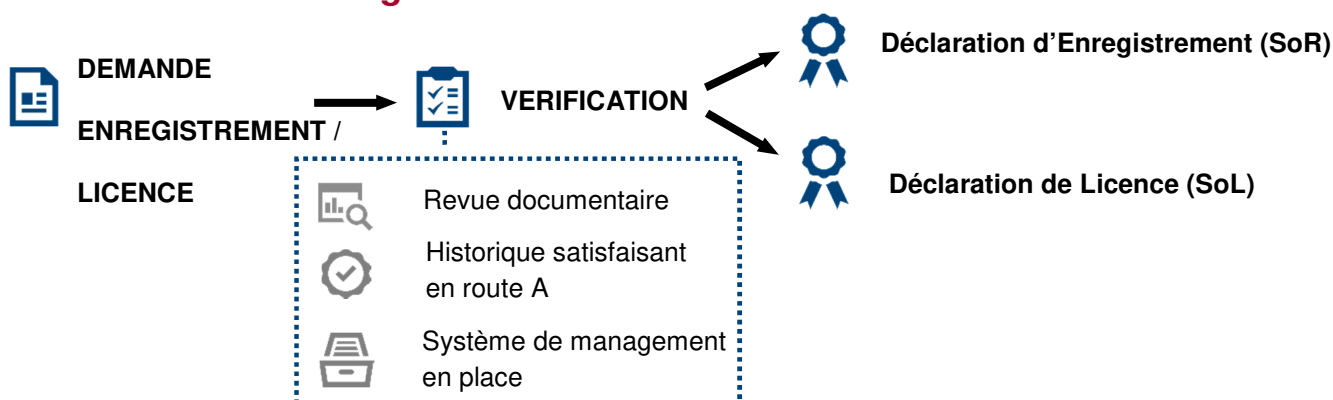 DEMANDE
ENREGISTREMENT /
LICENCE
VERIFICATION
Déclaration d’Enregistrement (SoR)
Déclaration de Licence (SoL)
Revue documentaire
Historique satisfaisant
en route A
Système de management
en place